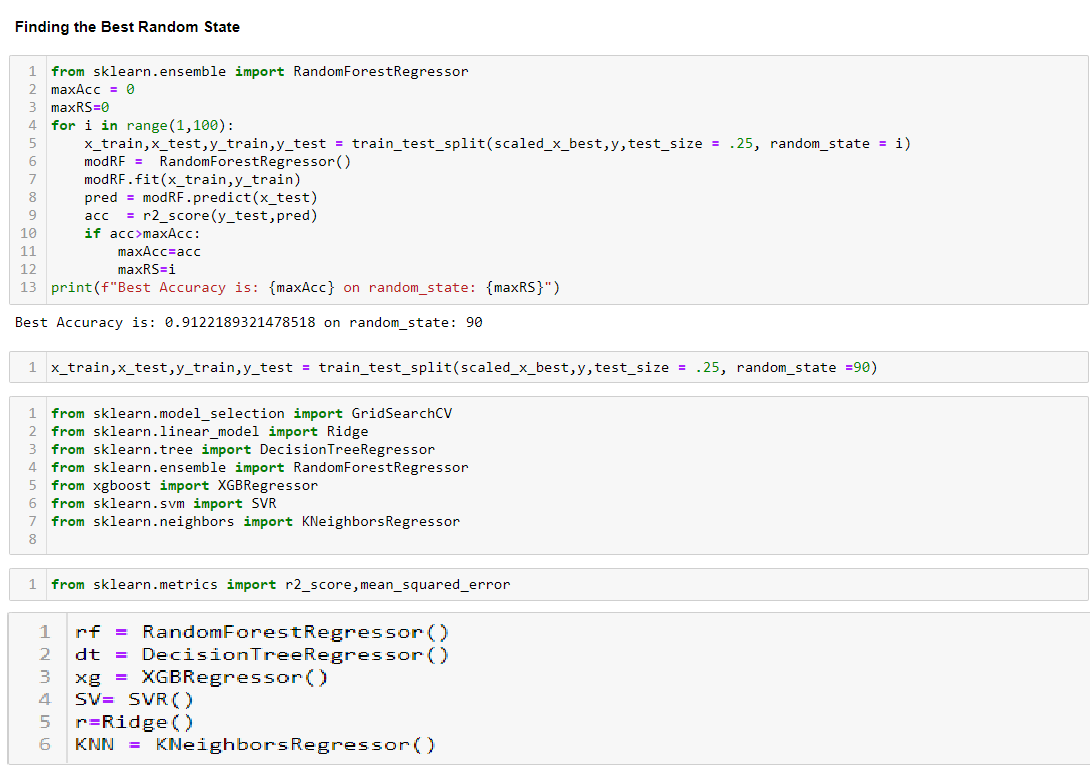 Finding the Best Random State
1 from sklearn.ensemble import RandomForestRegressor
2 maxAcc = 0
3 maxRS=0
4 for i in range(1,100):
5     x_train,x_test,y_train,y_test = train_test_split(scaled_x_best,y,test_size = .25, random_state = i)
6     modRF =  RandomForestRegressor()
7     modRF.fit(x_train,y_train)
8     pred = modRF.predict(x_test)
9     acc  = r2_score(y_test,pred)
10     if acc>maxAcc:
11         maxAcc=acc
12         maxRS=i
13 print(f"Best Accuracy is: {maxAcc} on random_state: {maxRS}")
Best Accuracy is: 0.9122189321478518 on random_state: 90
1 x_train,x_test,y_train,y_test = train_test_split(scaled_x_best,y,test_size = .25, random_state =90)
1 from sklearn.model_selection import GridSearchCV
2 from sklearn.linear_model import Ridge
3 from sklearn.tree import DecisionTreeRegressor
4 from sklearn.ensemble import RandomForestRegressor
5 from xgboost import XGBRegressor
6 from sklearn.svm import SVR
7 from sklearn.neighbors import KNeighborsRegressor
8
1 from sklearn.metrics import r2_score,mean_squared_error
1 rf = RandomForestRegressor()
2 dt = DecisionTreeRegressor()
3 xg = XGBRegressor()
4 SV= SVR()
5 r=Ridge()
6 KNN = KNeighborsRegressor()